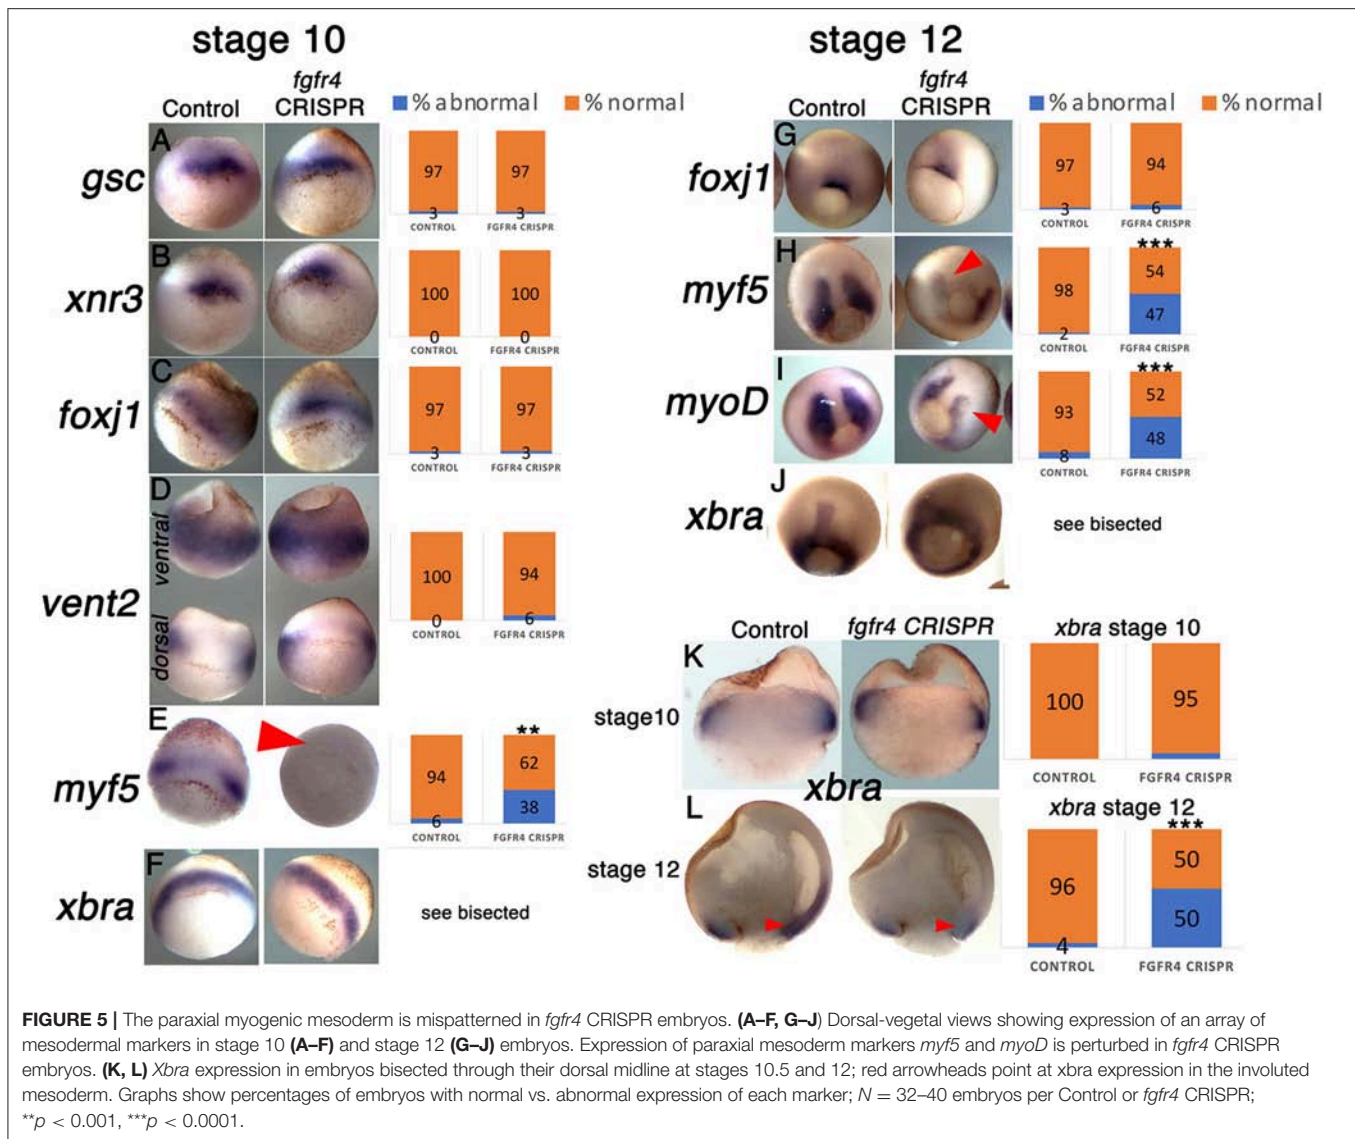 stage 10
Control
fgfr4
CRISPR
% abnormal
% normal
A
gsc
97
3
CONTROL
97
3
FGFR4 CRISPR
B
xnr3
100
0
CONTROL
100
0
FGFR4 CRISPR
C
foxj1
97
3
CONTROL
97
3
FGFR4 CRISPR
D
ventral
dorsal
vent2
100
0
CONTROL
94
6
FGFR4 CRISPR
E
myf5
94
6
CONTROL
**
62
38
FGFR4 CRISPR
F
xbra
see bisected
stage 12
Control
fgfr4
CRISPR
% abnormal
% normal
G
foxj1
97
3
CONTROL
94
6
FGFR4 CRISPR
H
myf5
98
2
CONTROL
***
54
47
FGFR4 CRISPR
I
myoD
93
8
CONTROL
***
52
48
FGFR4 CRISPR
J
xbra
see bisected
Control
fgfr4 CRISPR
xbra stage 10
K
stage10
100
CONTROL
95
FGFR4 CRISPR
xbra
L
stage 12
xbra stage 12
96
4
CONTROL
***
50
50
FGFR4 CRISPR
FIGURE 5 | The paraxial myogenic mesoderm is mispatterned in fgfr4 CRISPR embryos. (A–F, G–J) Dorsal-vegetal views showing expression of an array of
mesodermal markers in stage 10 (A–F) and stage 12 (G–J) embryos. Expression of paraxial mesoderm markers myf5 and myoD is perturbed in fgfr4 CRISPR
embryos. (K, L) Xbra expression in embryos bisected through their dorsal midline at stages 10.5 and 12; red arrowheads point at xbra expression in the involuted
mesoderm. Graphs show percentages of embryos with normal vs. abnormal expression of each marker; N = 32–40 embryos per Control or fgfr4 CRISPR;
**p < 0.001, ***p < 0.0001.